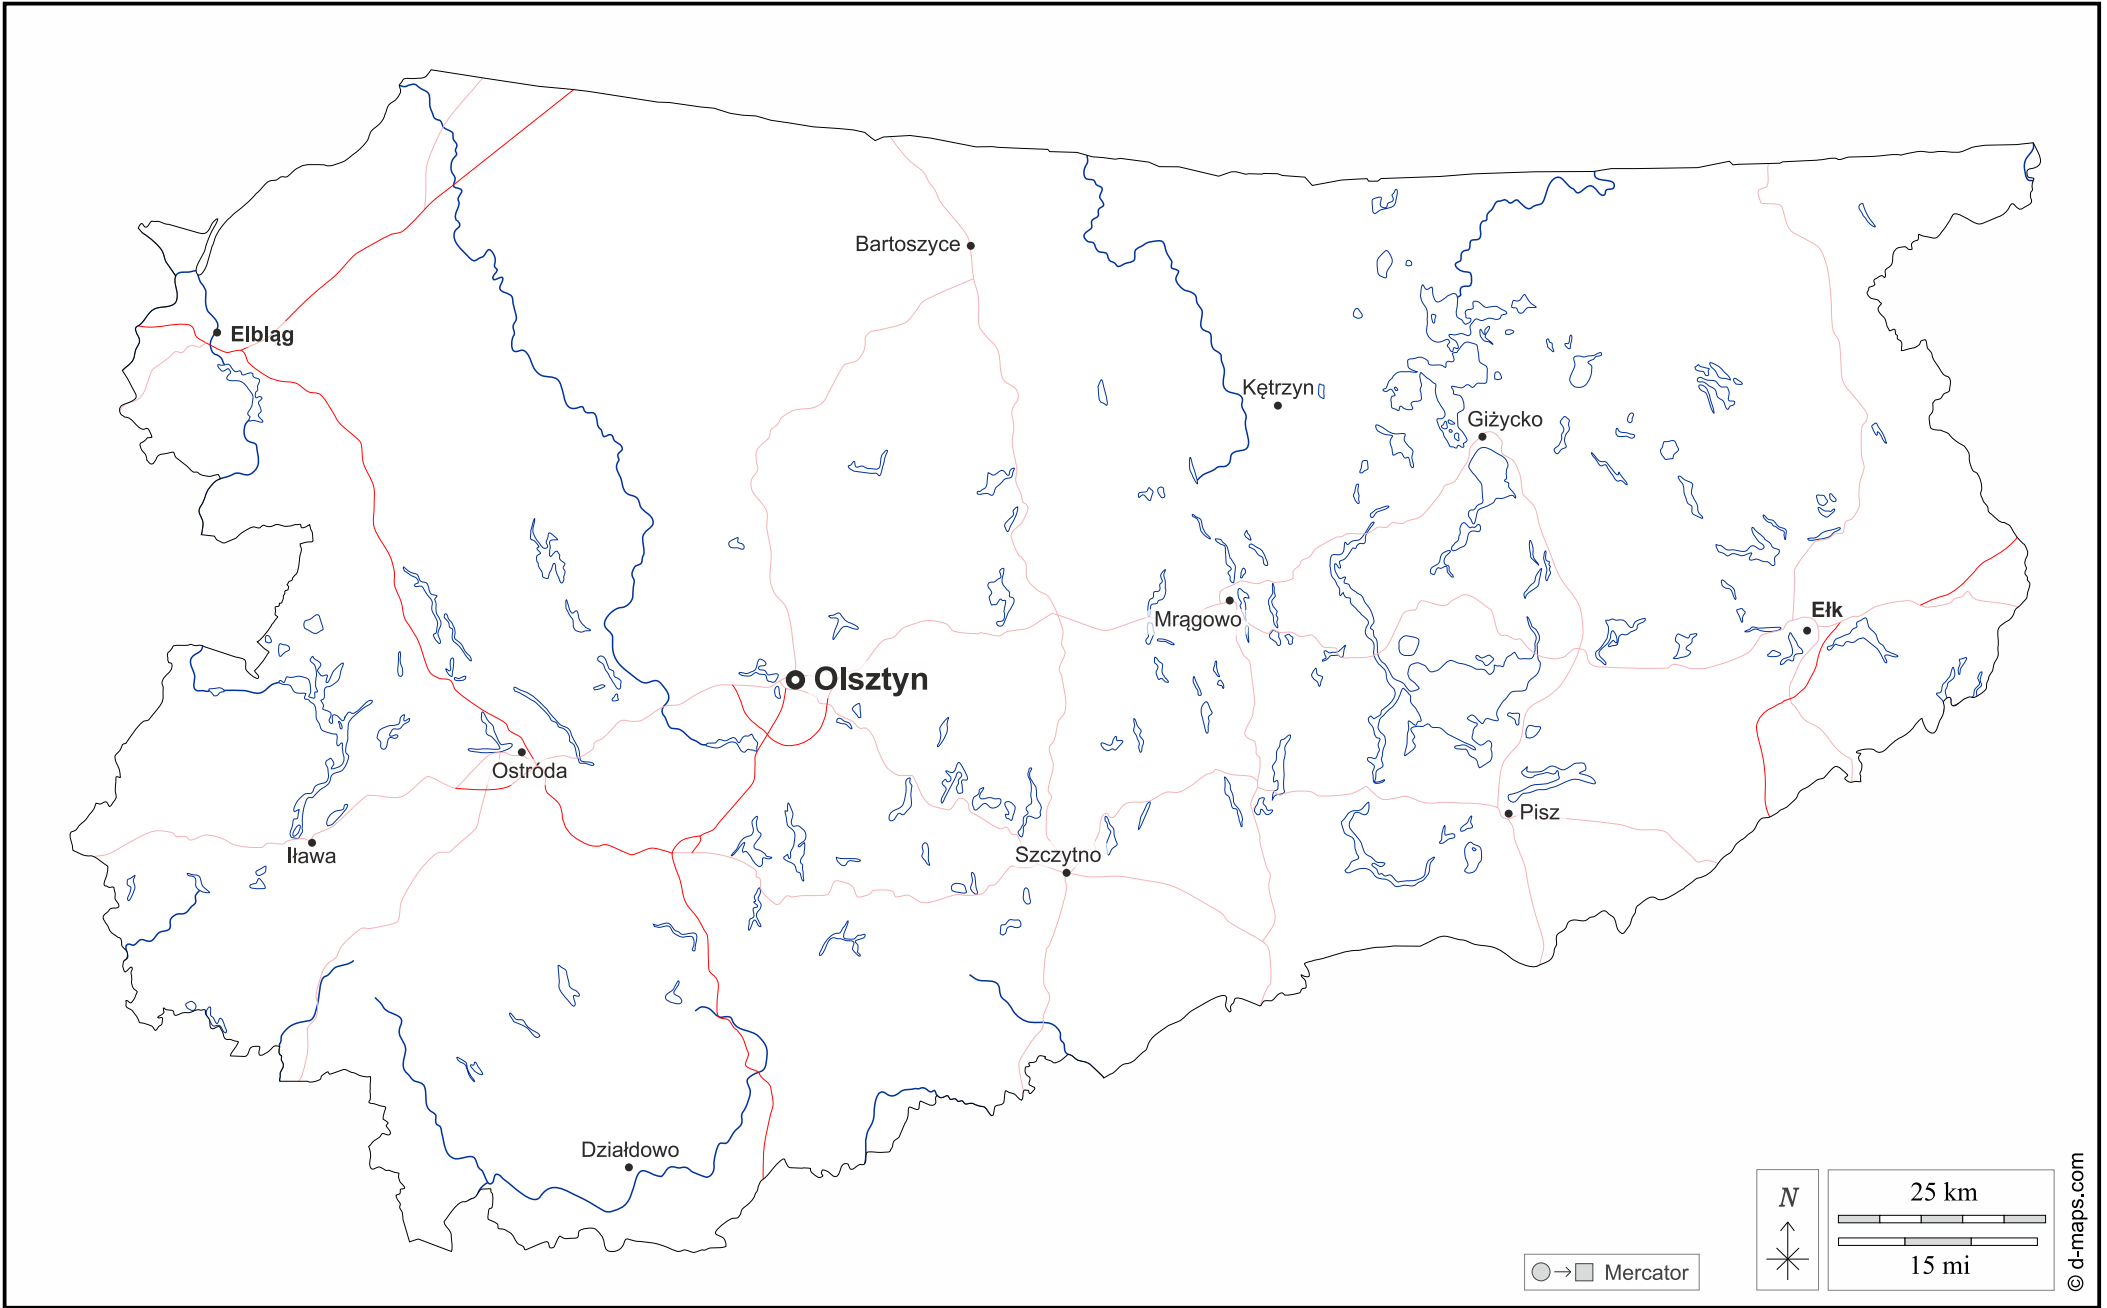 Bartoszyce
Elbląg
Kętrzyn
Giżycko
Mrągowo
Ełk
Olsztyn
Ostróda
Pisz
Iława
Szczytno
Działdowo
N
25 km
15 mi
Mercator
© d-maps.com